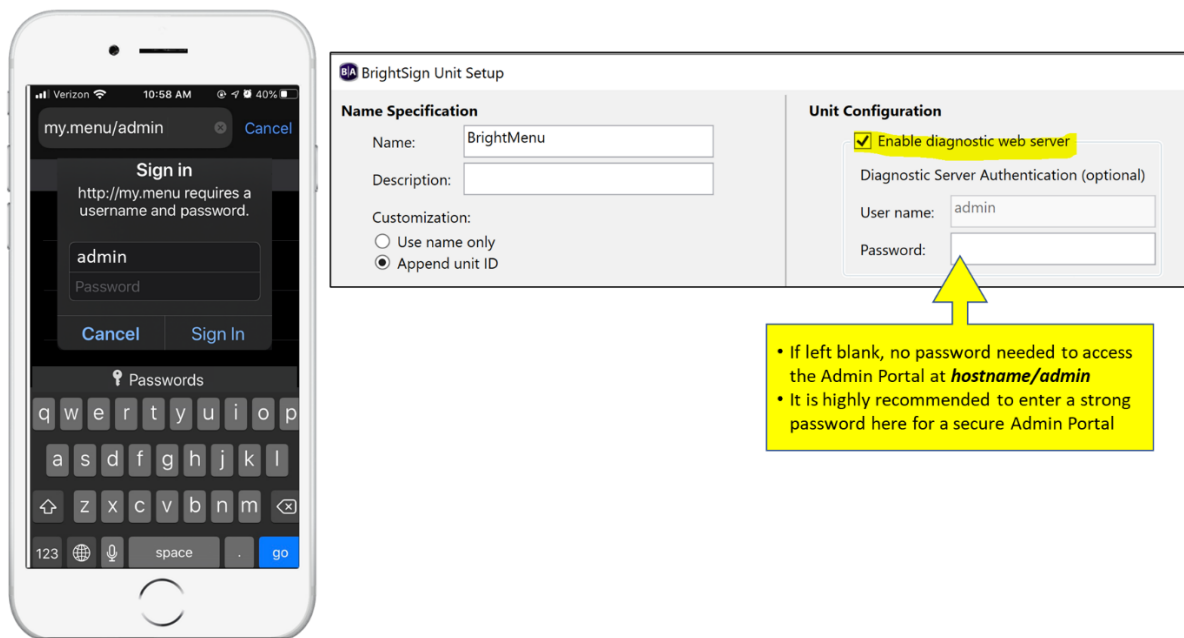 Verizon 10:58 AM 40%
my.menu/admin Cancel
Sign in
http://my.menu requires a
username and password.
admin
Password
Cancel Sign In
Passwords
q w e r t y u i o p
a s d f g h j k l
z x c v b n m
123 space . go
B|A BrightSign Unit Setup
Name Specification
Name: BrightMenu
Description:
Customization:
Use name only
Append unit ID
Unit Configuration
Enable diagnostic web server
Diagnostic Server Authentication (optional)
User name: admin
Password:
• If left blank, no password needed to access
the Admin Portal at hostname/admin
• It is highly recommended to enter a strong
password here for a secure Admin Portal